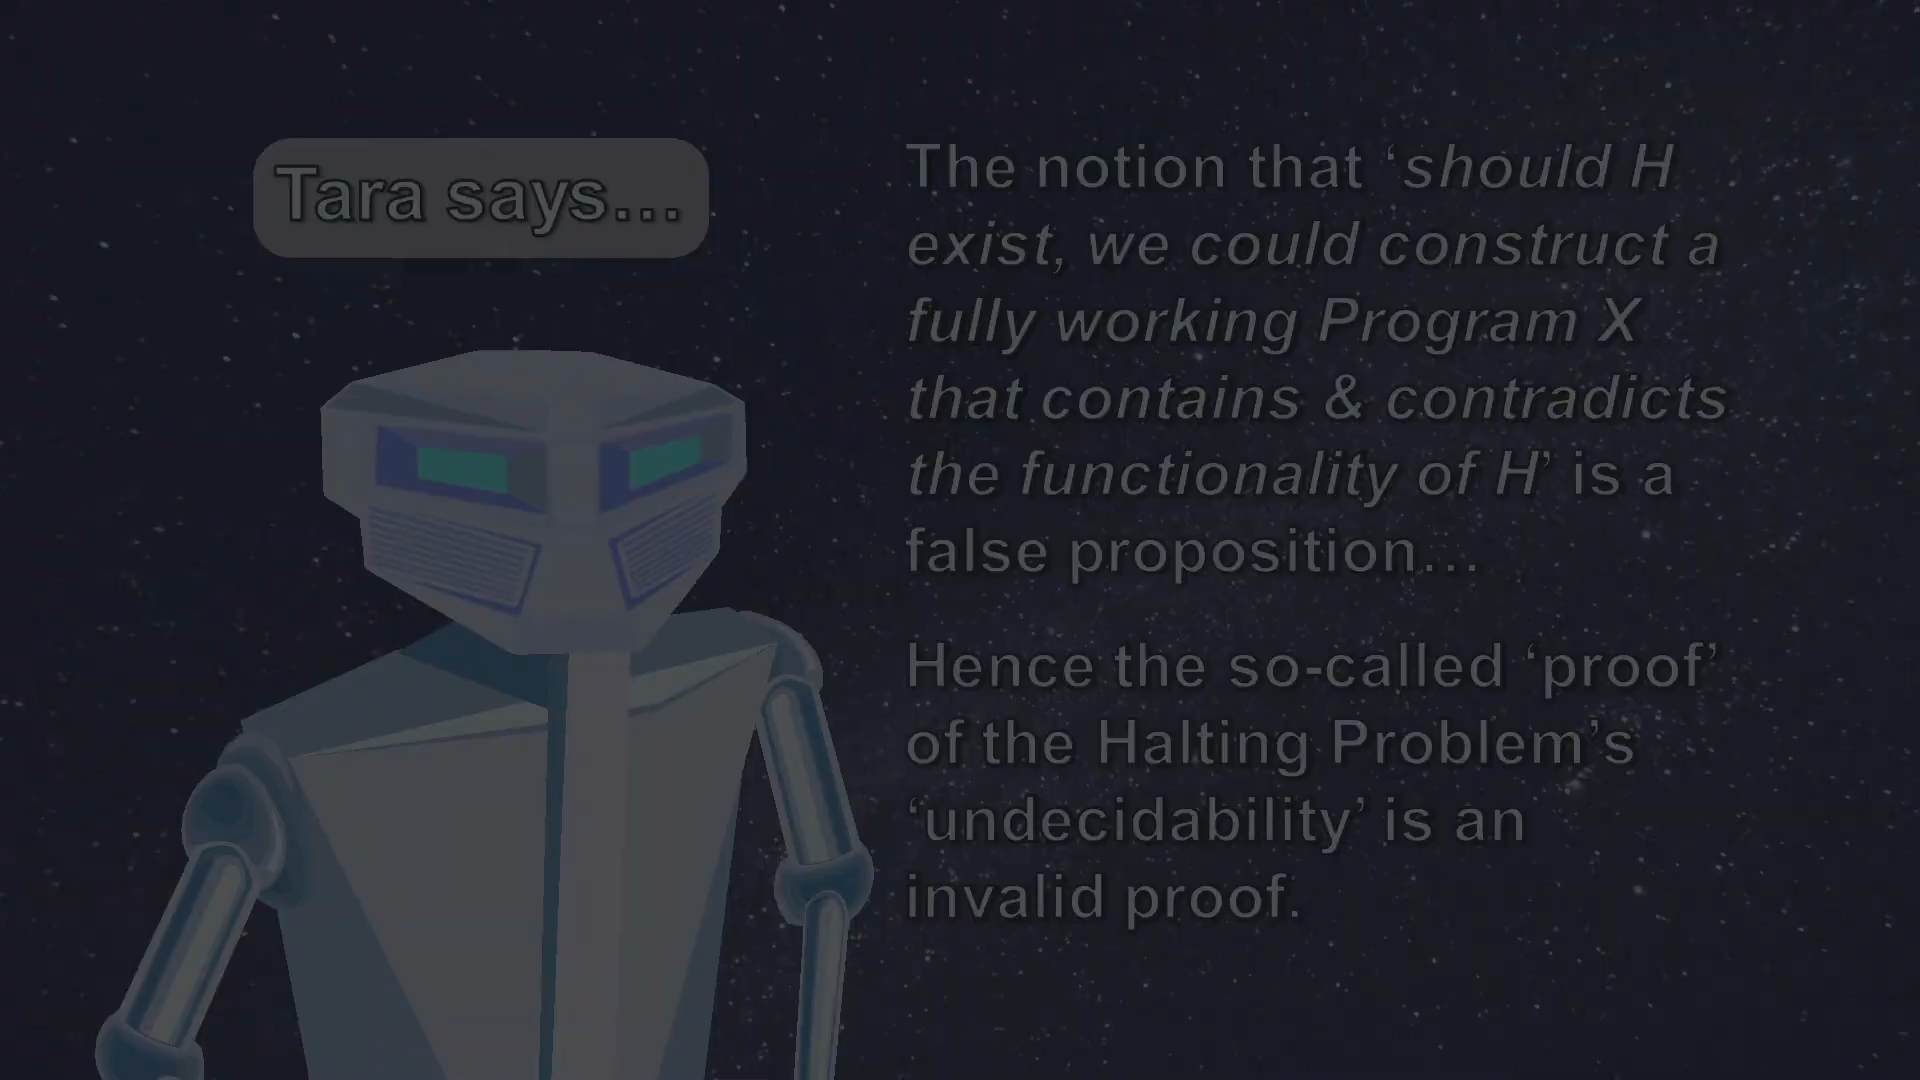 Tara says...
The notion that ‘should H
exist, we could construct a
fully working Program X
that contains & contradicts
the functionality of H’ is a
false proposition...
Hence the so-called ‘proof’
of the Halting Problem’s
‘undecidability’ is an
invalid proof.